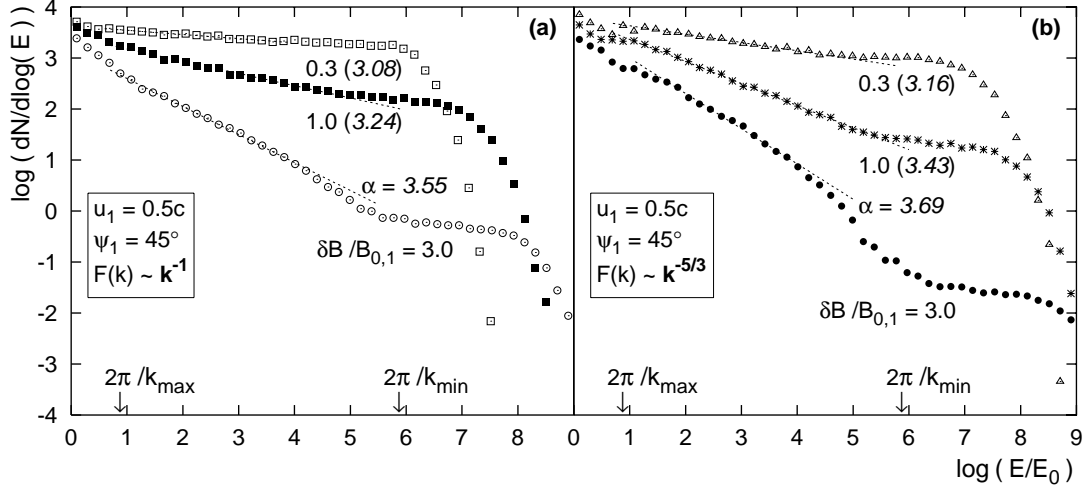 log ( dN/dlog( E ) )
4
3
2
1
0
-1
-2
-3
-4
(a)
0.3 (3.08)
1.0 (3.24)
α = 3.55
δB /B0,1 = 3.0
u1 = 0.5c
ψ1 = 45°
F(k) ~ k-1
2π /kmax
2π /kmin
0 1 2 3 4 5 6 7 8
(b)
0.3 (3.16)
1.0 (3.43)
α = 3.69
δB /B0,1 = 3.0
u1 = 0.5c
ψ1 = 45°
F(k) ~ k-5/3
2π /kmax
2π /kmin
0 1 2 3 4 5 6 7 8 9
log ( E/E0 )